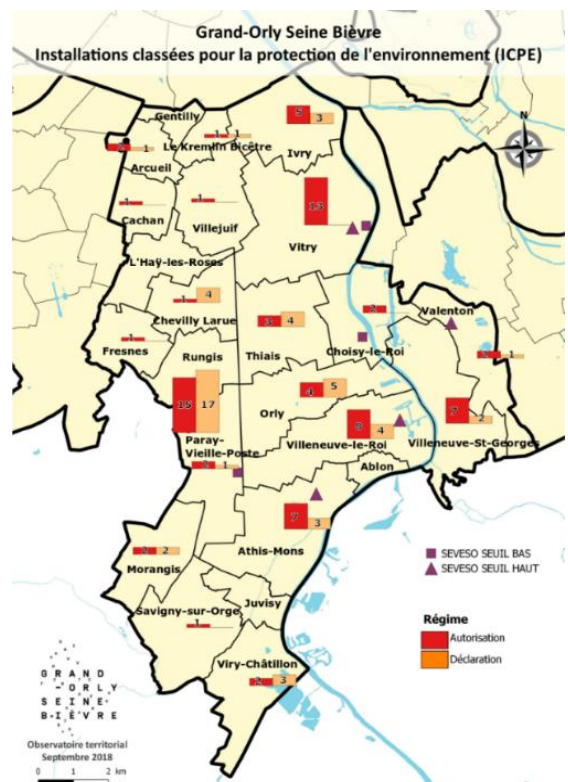 Grand-Orly Seine Bièvre
Installations classées pour la protection de l'environnement (ICPE)
Gentilly
5
3
1
1
Le Kremlin Bicêtre
Ivry
1
Arcueil
1
1
13
Cachan
Villejuif
Vitry
L'Haÿ-les-Roses
4
1
2
Chevilly Larue
3
4
Valenton
1
Fresnes
Rungis
Thiais
Choisy-le-Roi
2
1
15
17
4
5
Orly
7
2
4
Villeneuve-le-Roi
Villeneuve-St-Georges
Paray-
Vieille-Poste
2
1
Ablon
7
3
Athis-Mons
SEVESO SEUIL BAS
SEVESO SEUIL HAUT
2
2
Morangis
Juvisy
Savigny-sur-Orge
1
Régime
Autorisation
Déclaration
Viry-Châtillon
2
3
GRAND
-ORLY
SEINE
BIÈVRE
Observatoire territorial
Septembre 2018
0 1 2 km